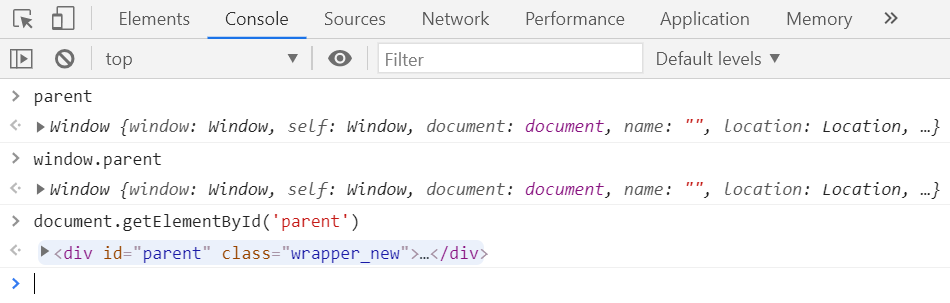 Elements Console Sources Network Performance Application Memory »
top ▼ Filter Default levels ▼
> parent
<· ▶Window {window: Window, self: Window, document: document, name: "", location: Location, …}
> window.parent
<· ▶Window {window: Window, self: Window, document: document, name: "", location: Location, …}
> document.getElementById('parent')
<· ▶<div id="parent" class="wrapper_new">…</div>
>